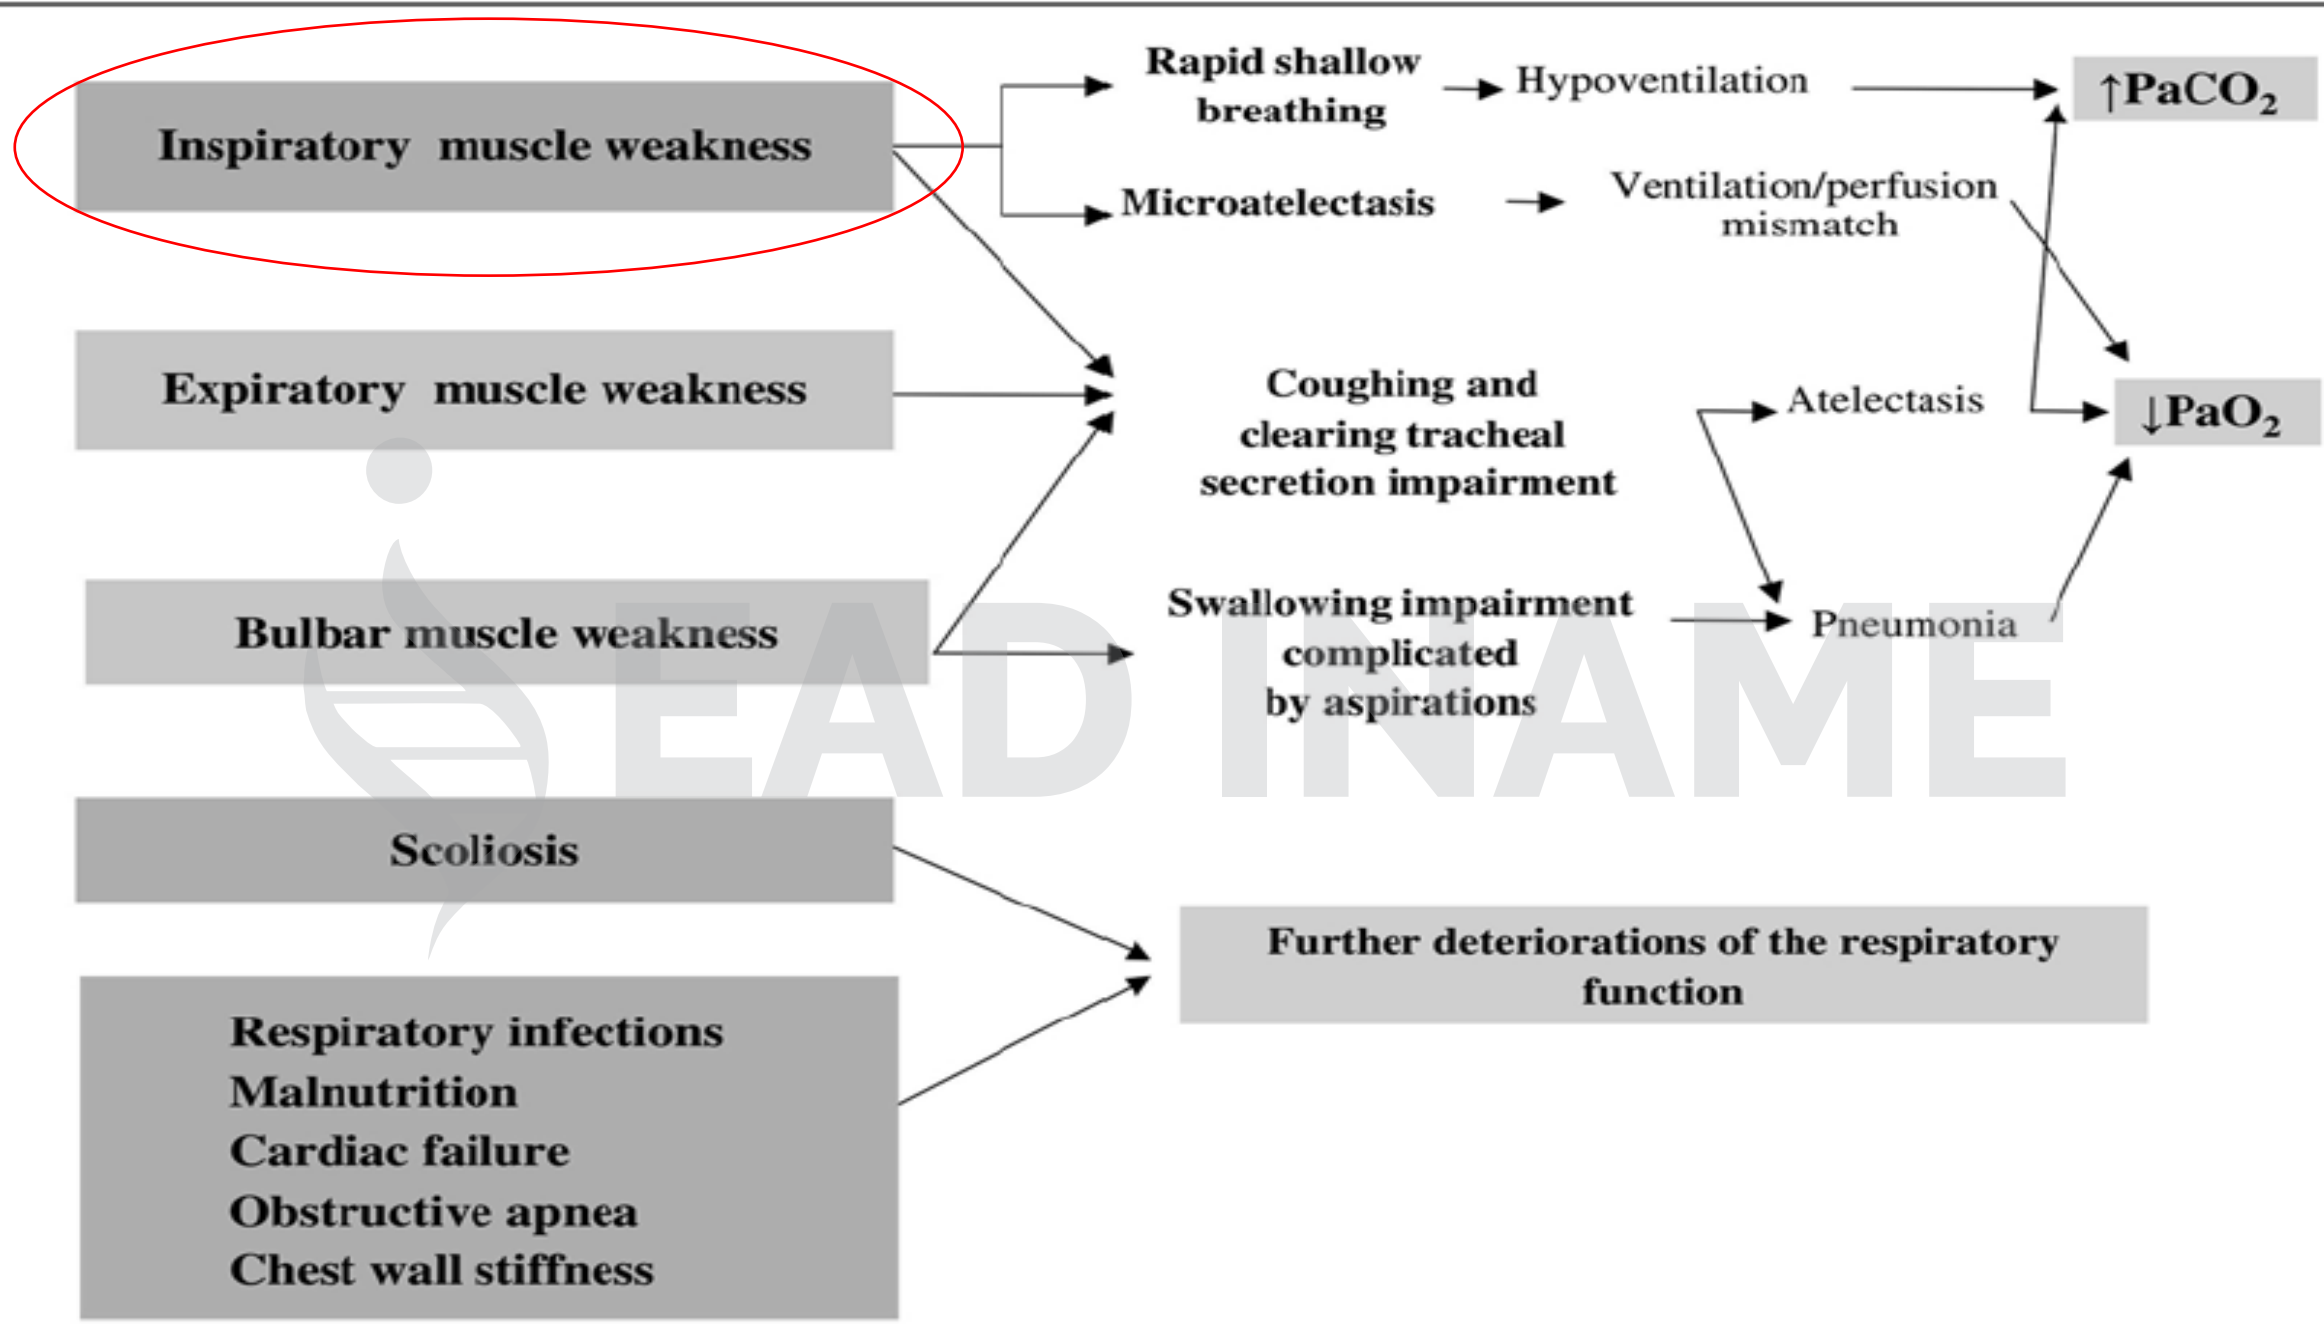 Inspiratory muscle weakness
Rapid shallow
breathing
Hypoventilation
↑PaCO₂
Microatelectasis
Ventilation/perfusion
mismatch
Expiratory muscle weakness
Coughing and
clearing tracheal
secretion impairment
Atelectasis
↓PaO₂
Bulbar muscle weakness
Swallowing impairment
complicated
by aspirations
Pneumonia
EAD INAME
Scoliosis
Further deteriorations of the respiratory
function
Respiratory infections
Malnutrition
Cardiac failure
Obstructive apnea
Chest wall stiffness